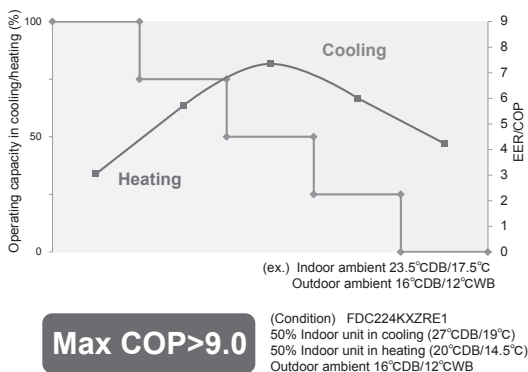 Operating capacity in cooling/heating (%)
100
50
0
Cooling
Heating
9
8
7
6
5
4
3
2
1
0
EER/COP
(ex.) Indoor ambient 23.5°CDB/17.5°C
Outdoor ambient 16°CDB/12°CWB
Max COP>9.0
(Condition) FDC224KXZRE1
50% Indoor unit in cooling (27°CDB/19°C)
50% Indoor unit in heating (20°CDB/14.5°C)
Outdoor ambient 16°CDB/12°CWB